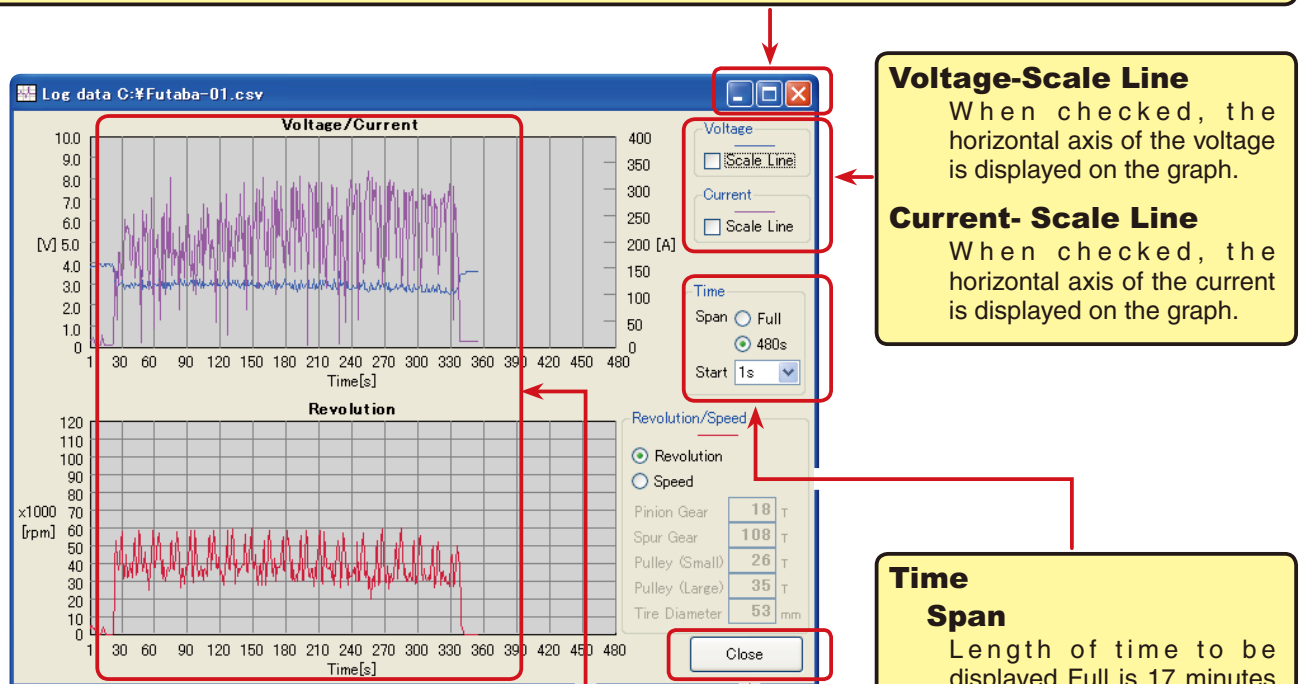 Log data C:¥Futaba-01.csv
Voltage/Current
10.0
9.0
8.0
7.0
6.0
[V] 5.0
4.0
3.0
2.0
1.0
0
400
350
300
250
200 [A]
150
100
50
0
1 30 60 90 120 150 180 210 240 270 300 330 360 390 420 450 480
Time[s]
Voltage
Scale Line
Current
Scale Line
Time
Span Full
480s
Start 1s
Revolution
120
110
100
90
80
x1000 70
[rpm] 60
50
40
30
20
10
0
1 30 60 90 120 150 180 210 240 270 300 330 360 390 420 450 480
Time[s]
Revolution/Speed
Revolution
Speed
Pinion Gear 18 T
Spur Gear 108 T
Pulley (Small) 26 T
Pulley (Large) 35 T
Tire Diameter 53 mm
Close
Voltage-Scale Line
When checked, the
horizontal axis of the voltage
is displayed on the graph.
Current- Scale Line
When checked, the
horizontal axis of the current
is displayed on the graph.
Time
Span
Length of time to be
displayed Full is 17 minutes